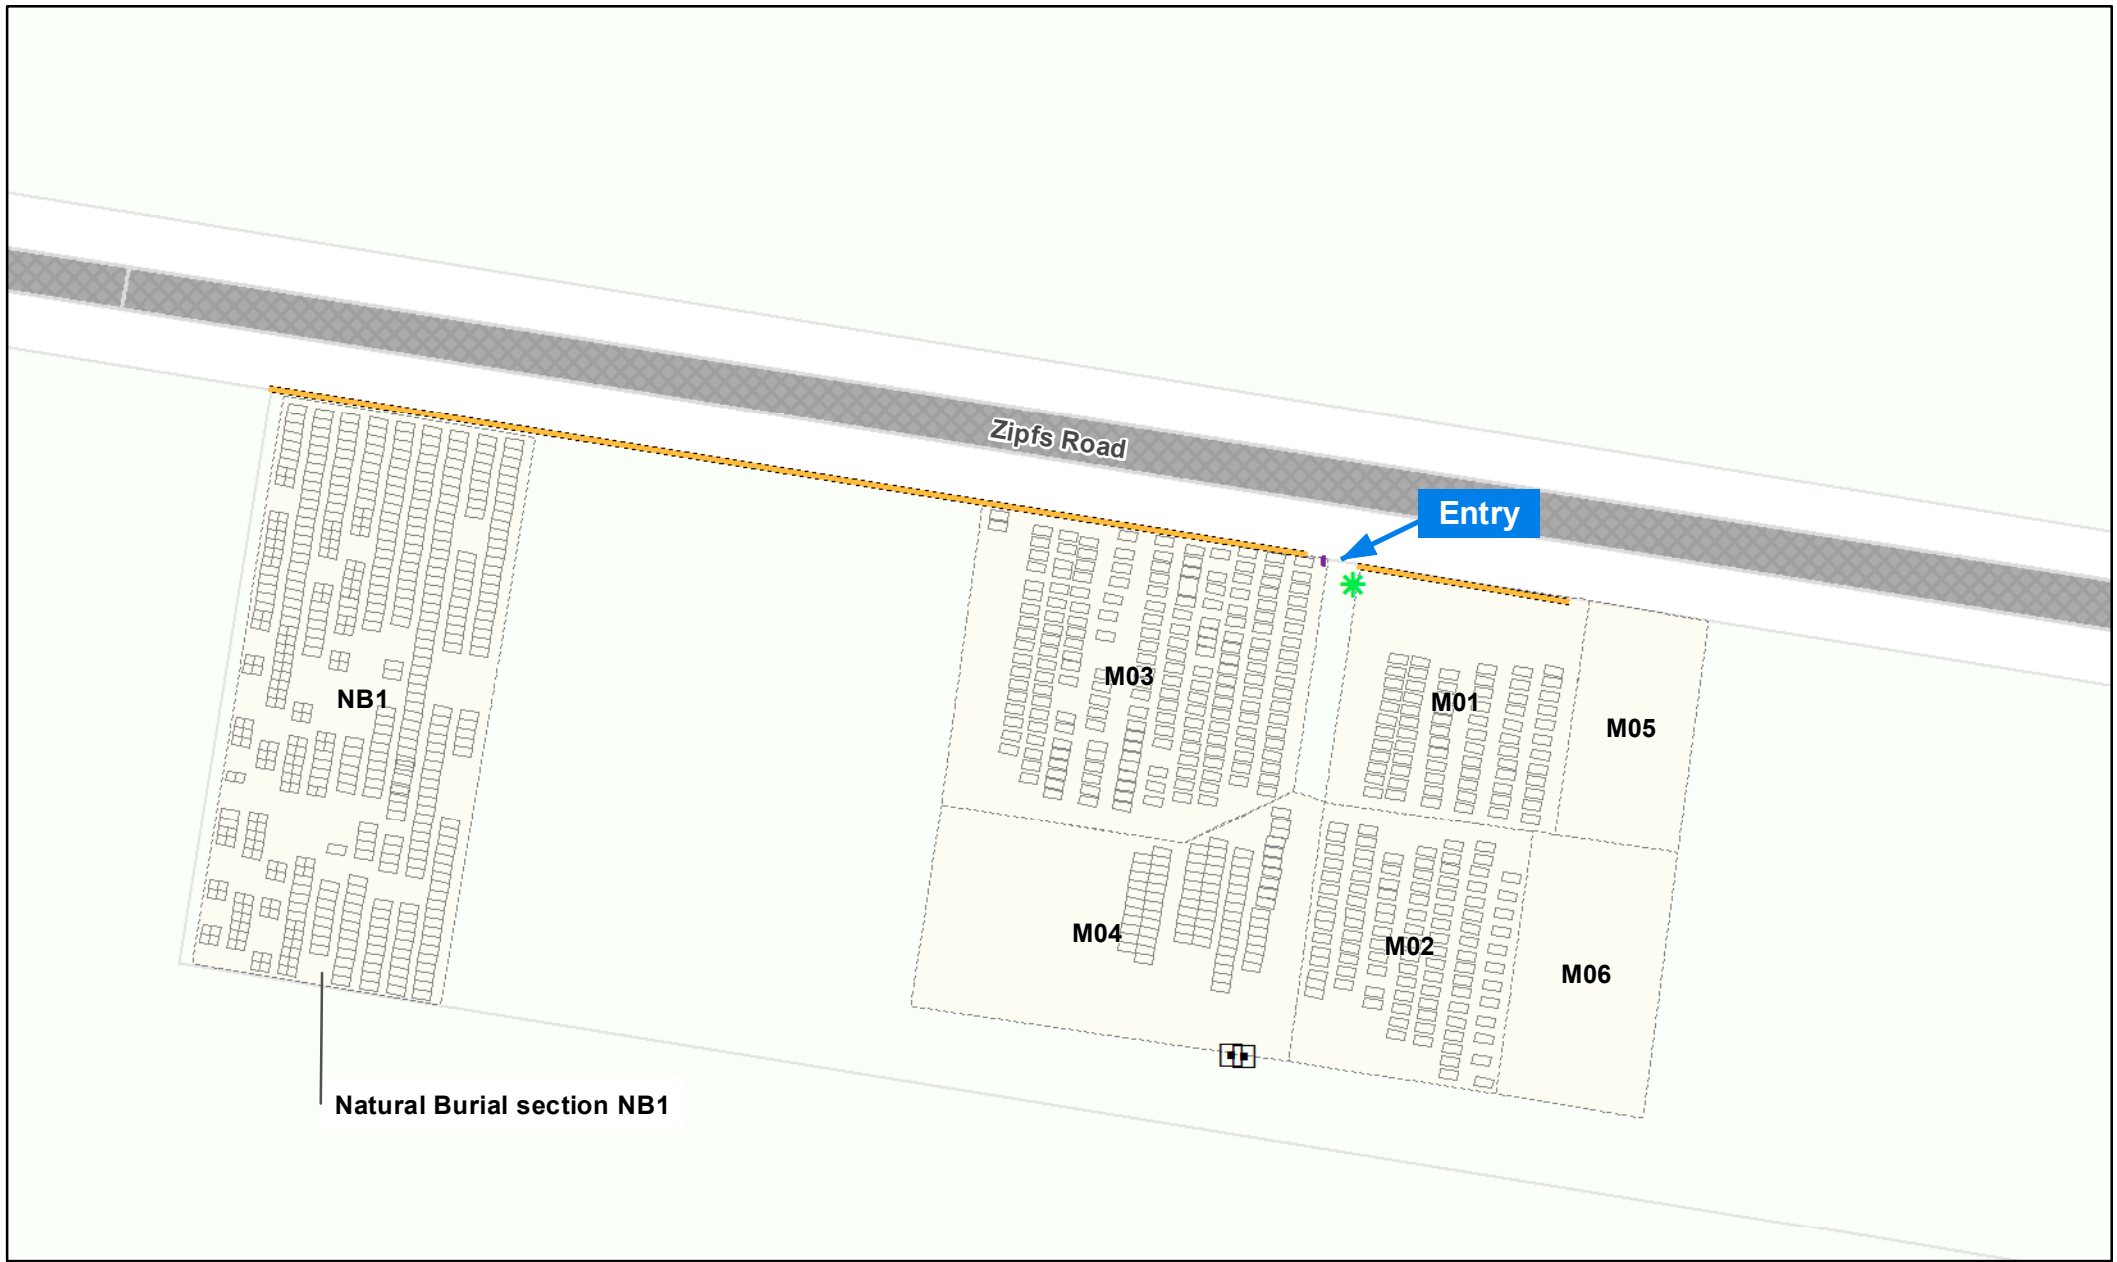 Zipfs Road
Entry
M03
M01
M05
NB1
M04
M02
M06
Natural Burial section NB1